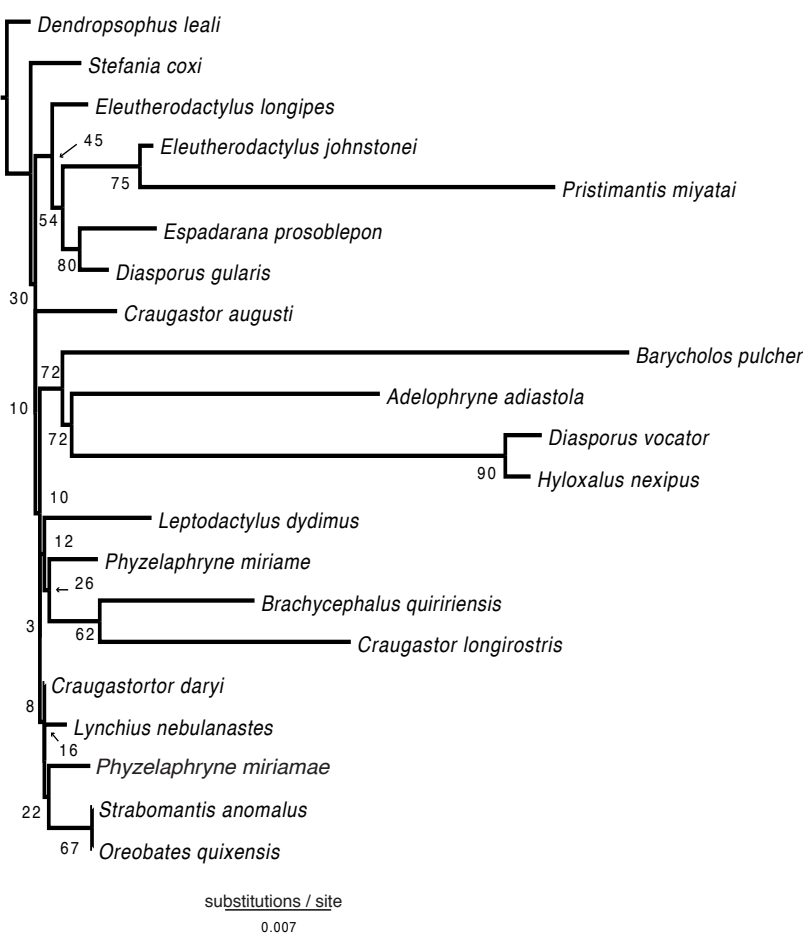 Dendropsophus leali
Stefania coxi
Eleutherodactylus longipes
45
Eleutherodactylus johnstonei
75
Pristimantis miyatai
54
Espadarana prosoblepon
80
Diasporus gularis
30
Craugastor augusti
Barycholos pulcher
72
Adelophryne adiastola
10
72
Diasporus vocator
90
Hyloxalus nexipus
10
Leptodactylus dydimus
12
Phyzelaphryne miriame
26
Brachycephalus quiririensis
3
62
Craugastor longirostris
Craugastortor daryi
8
Lynchius nebulanastes
16
Phyzelaphryne miriamae
22
Strabomantis anomalus
67
Oreobates quixensis
substitutions / site
0.007